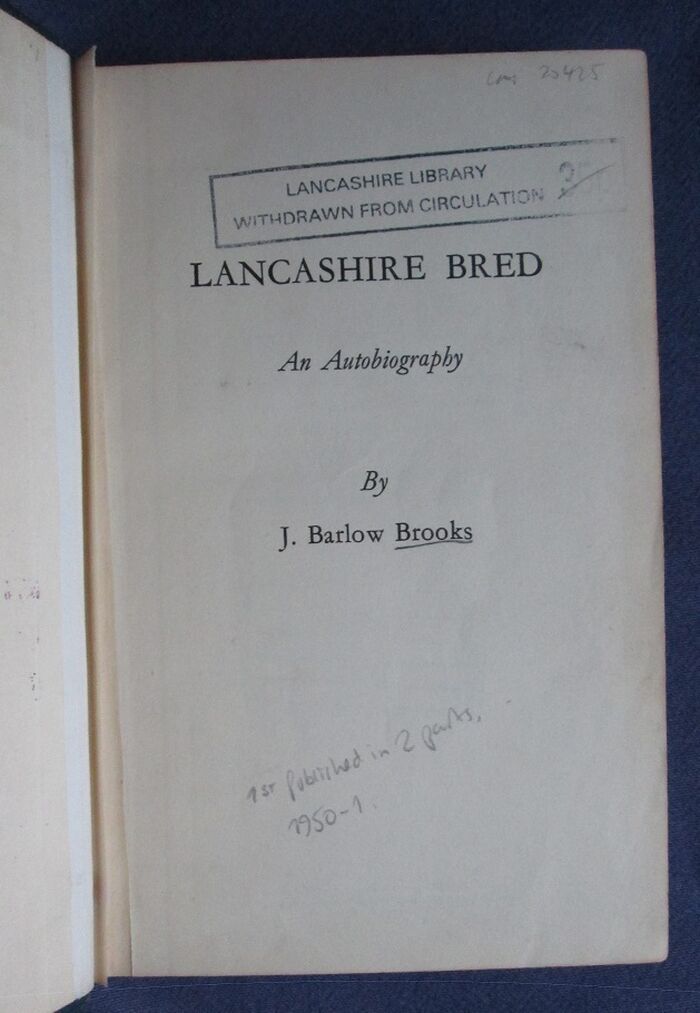 20425
LANCASHIRE LIBRARY
WITHDRAWN FROM CIRCULATION
LANCASHIRE BRED
An Autobiography
By
J. Barlow Brooks
1ST published in 2 parts.
1950-1.